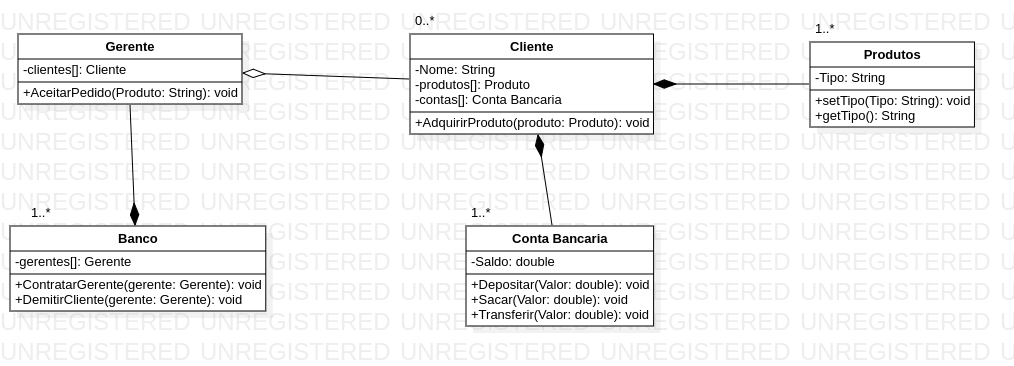 0..*
1..*
Gerente
-clientes[]: Cliente
+AceitarPedido(Produto: String): void
Cliente
-Nome: String
-produtos[]: Produto
-contas[]: Conta Bancaria
+AdquirirProduto(produto: Produto): void
Produtos
-Tipo: String
+setTipo(Tipo: String): void
+getTipo(): String
1..*
Banco
-gerentes[]: Gerente
+ContratarGerente(gerente: Gerente): void
+DemitirCliente(gerente: Gerente): void
1..*
Conta Bancaria
-Saldo: double
+Depositar(Valor: double): void
+Sacar(Valor: double): void
+Transferir(Valor: double): void
UNREGISTERED UNREGISTERED UNREGISTERED UNREGISTERED UNREGISTERED